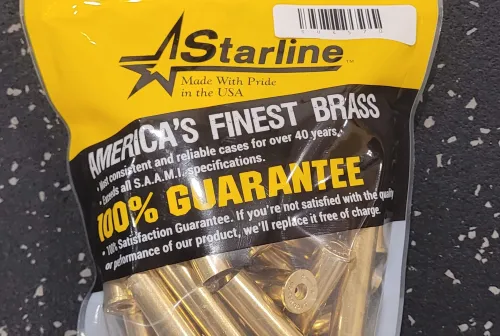 Starline
Made With Pride
in the USA
AMERICA'S FINEST BRASS
• Most consistent and reliable cases for over 40 years.
• Exceeds all S.A.A.M.I. specifications.
100% GUARANTEE
• 100% Satisfaction Guarantee. If you're not satisfied with the quality
or performance of our product, we'll replace it free of charge.